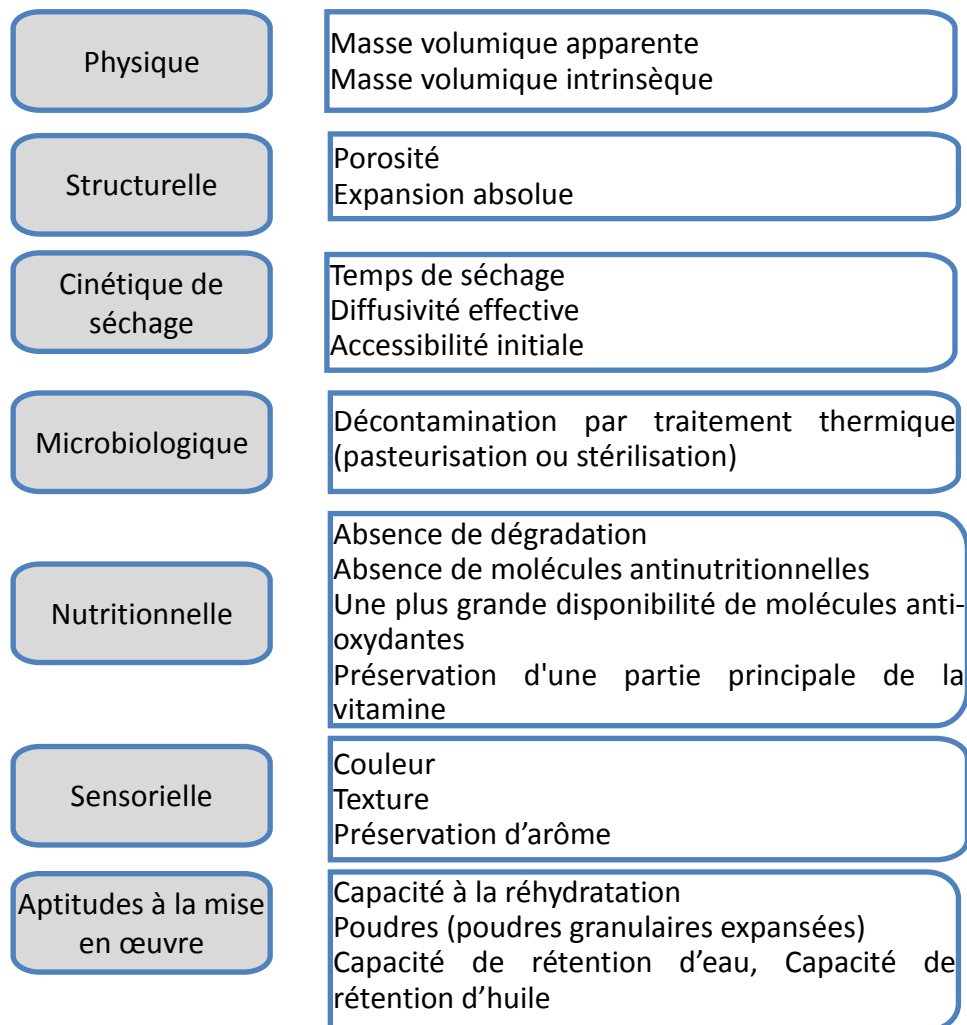 Physique
Masse volumique apparente
Masse volumique intrinsèque
Structurelle
Porosité
Expansion absolue
Cinétique de
séchage
Temps de séchage
Diffusivité effective
Accessibilité initiale
Microbiologique
Décontamination par traitement thermique
(pasteurisation ou stérilisation)
Nutritionnelle
Absence de dégradation
Absence de molécules antinutritionnelles
Une plus grande disponibilité de molécules anti-
oxydantes
Préservation d'une partie principale de la
vitamine
Sensorielle
Couleur
Texture
Préservation d’arôme
Aptitudes à la mise
en œuvre
Capacité à la réhydratation
Poudres (poudres granulaires expansées)
Capacité de rétention d’eau, Capacité de
rétention d’huile